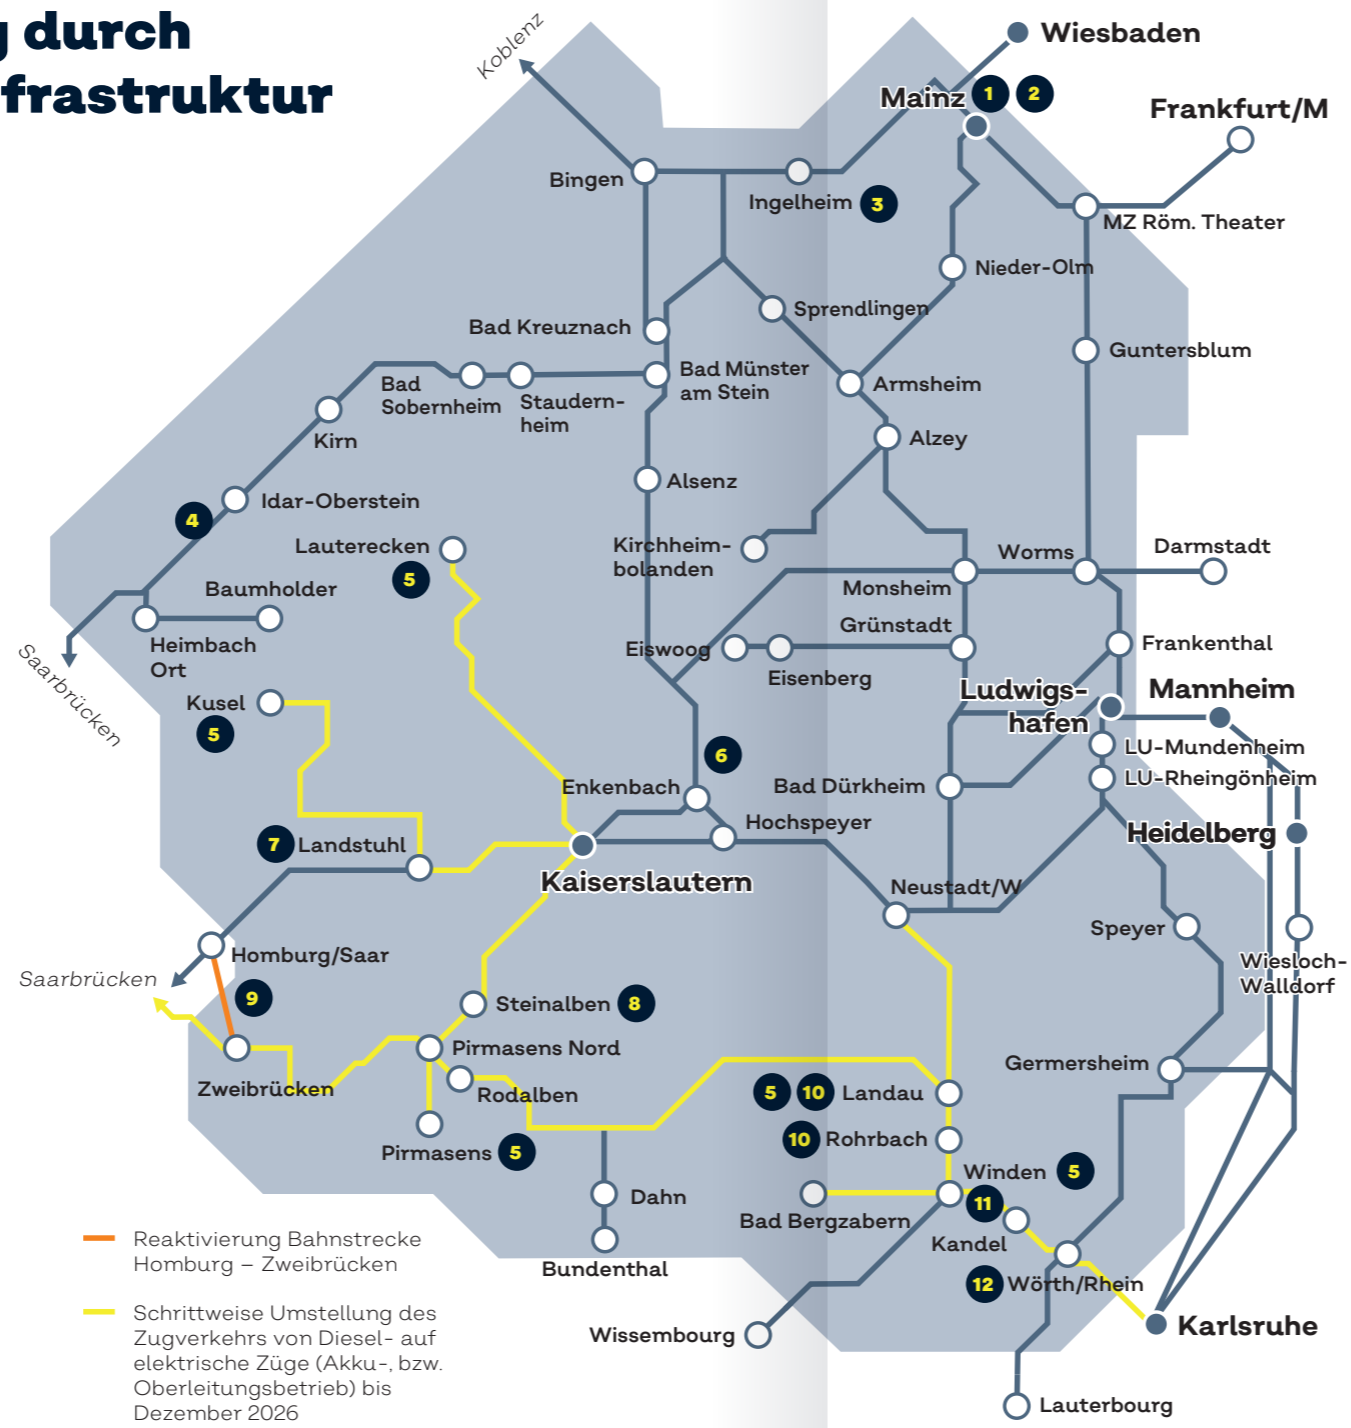 g durch
frastruktur
Koblenz
Wiesbaden
Mainz 1 2
Frankfurt/M
Bingen
Ingelheim 3
MZ Röm. Theater
Nieder-Olm
Sprendlingen
Bad Kreuznach
Guntersblum
Bad Münster
am Stein
Bad
Sobernheim
Staudern-
heim
Armsheim
Kirn
Alzey
Alsenz
Idar-Oberstein
4
Lauterecken
5
Kirchheim-
bolanden
Worms
Darmstadt
Monsheim
Baumholder
Heimbach
Ort
Saarbrücken
Grünstadt
Eiswoog
Eisenberg
Frankenthal
Kusel
5
Ludwigs-
hafen
Mannheim
LU-Mundenheim
6
LU-Rheingönheim
Enkenbach
Bad Dürkheim
Hochspeyer
Heidelberg
7 Landstuhl
Kaiserslautern
Neustadt/W
Speyer
Homburg/Saar
Saarbrücken
9
Wiesloch-
Walldorf
Steinalben 8
Pirmasens Nord
Zweibrücken
Rodalben
Germersheim
5 10 Landau
10 Rohrbach
Pirmasens 5
Winden 5
Dahn
Bad Bergzabern
11
Kandel
Bundenthal
12 Wörth/Rhein
Wissembourg
Karlsruhe
Lauterbourg
Reaktivierung Bahnstrecke
Homburg – Zweibrücken
Schrittweise Umstellung des
Zugverkehrs von Diesel- auf
elektrische Züge (Akku-, bzw.
Oberleitungsbetrieb) bis
Dezember 2026